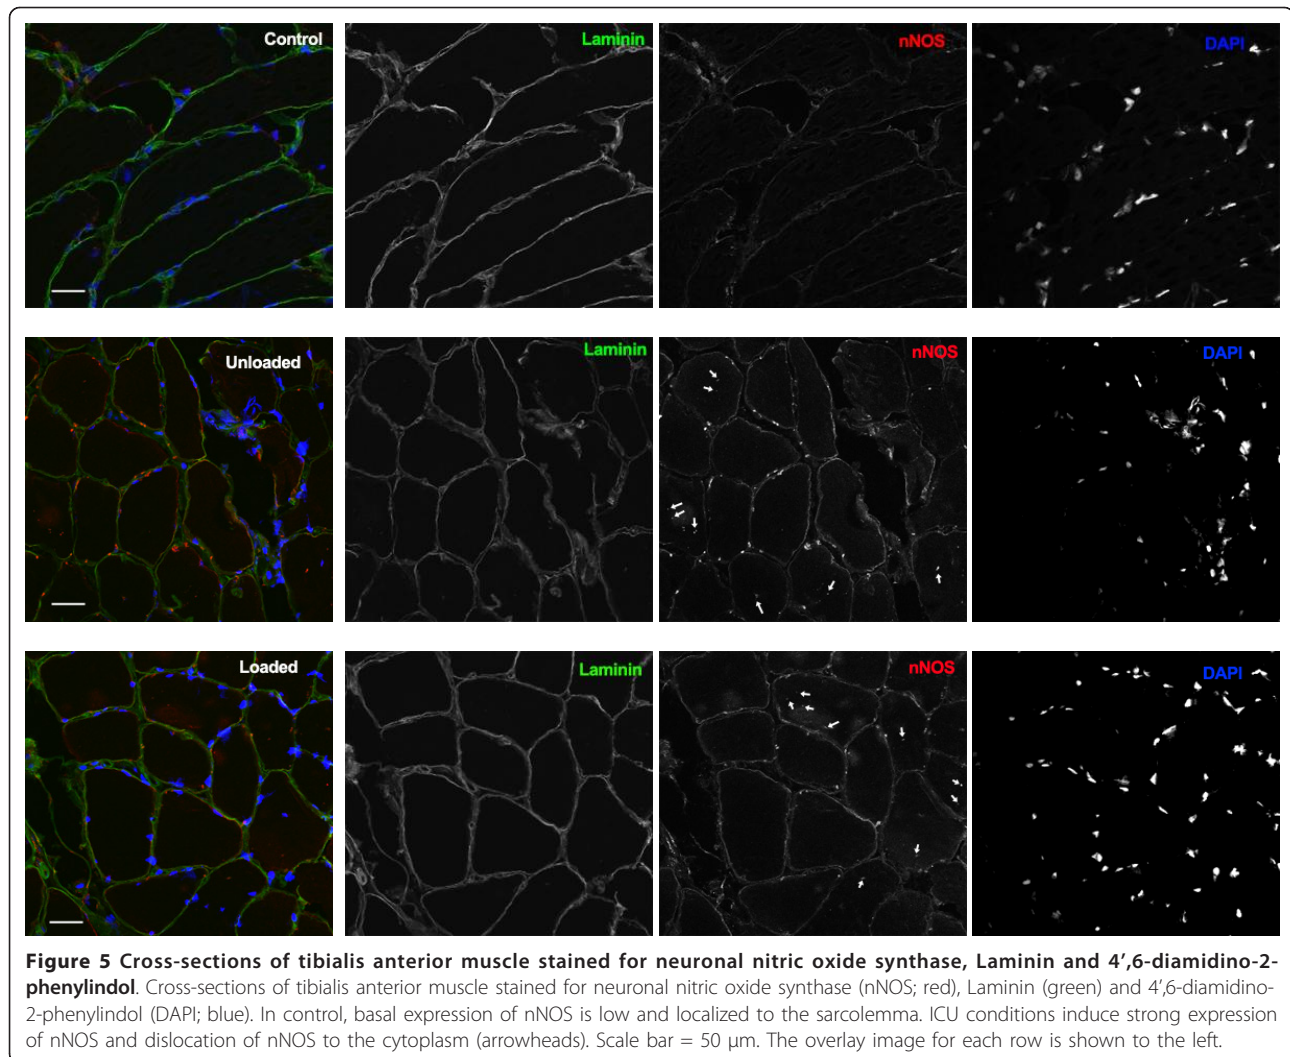 Control
Laminin
nNOS
DAPI
Unloaded
Laminin
nNOS
DAPI
Loaded
Laminin
nNOS
DAPI
Figure 5 Cross-sections of tibialis anterior muscle stained for neuronal nitric oxide synthase, Laminin and 4′,6-diamidino-2-
phenylindol. Cross-sections of tibialis anterior muscle stained for neuronal nitric oxide synthase (nNOS; red), Laminin (green) and 4′,6-diamidino-
2-phenylindol (DAPI; blue). In control, basal expression of nNOS is low and localized to the sarcolemma. ICU conditions induce strong expression
of nNOS and dislocation of nNOS to the cytoplasm (arrowheads). Scale bar = 50 μm. The overlay image for each row is shown to the left.